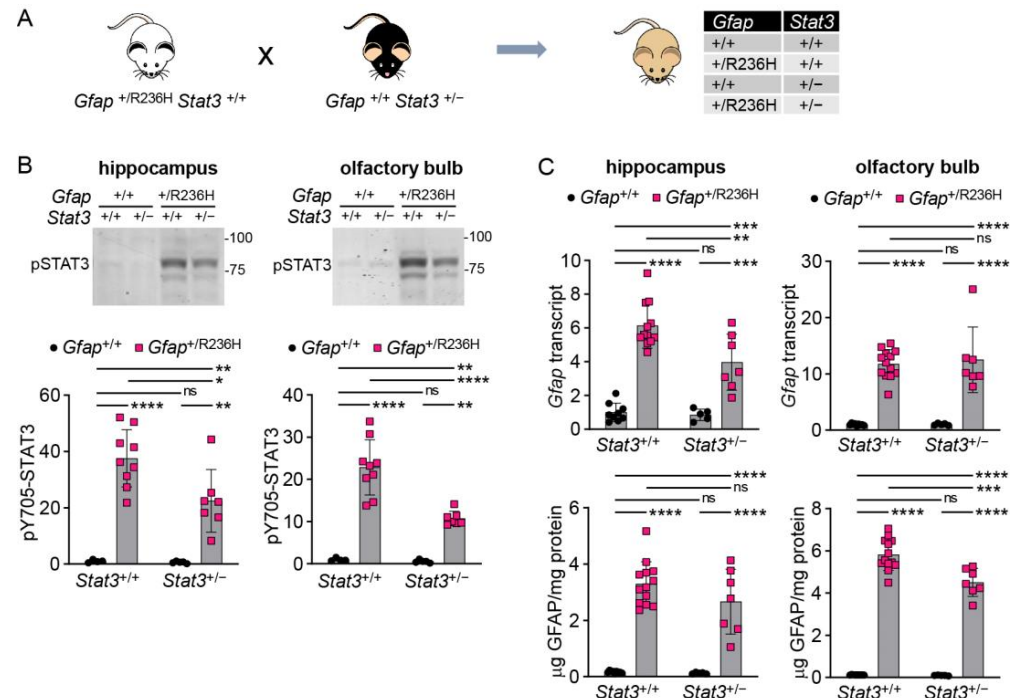 A
Gfap +/R236H Stat3 +/+
X
Gfap +/+ Stat3 +/−
Gfap Stat3
+/+ +/+
+/R236H +/+
+/+ +/−
+/R236H +/−
B
hippocampus
Gfap +/+ +/R236H
Stat3 +/+ +/− +/+ +/−
pSTAT3
-100
-75
olfactory bulb
Gfap +/+ +/R236H
Stat3 +/+ +/− +/+ +/−
pSTAT3
-100
-75
● Gfap+/+ ■ Gfap+/R236H
**
*
ns
**** **
60
40
20
0
pY705-STAT3
Stat3+/+ Stat3+/−
● Gfap+/+ ■ Gfap+/R236H
**
****
ns
**** **
40
30
20
10
0
pY705-STAT3
Stat3+/+ Stat3+/−
C
hippocampus
● Gfap+/+ ■ Gfap+/R236H
***
**
ns
**** ***
10
8
6
4
2
0
Gfap transcript
Stat3+/+ Stat3+/−
olfactory bulb
● Gfap+/+ ■ Gfap+/R236H
****
ns
ns
**** ****
30
20
10
0
Gfap transcript
Stat3+/+ Stat3+/−
****
ns
ns
**** ****
6
4
2
0
µg GFAP/mg protein
Stat3+/+ Stat3+/−
****
***
ns
**** ****
8
6
4
2
0
µg GFAP/mg protein
Stat3+/+ Stat3+/−